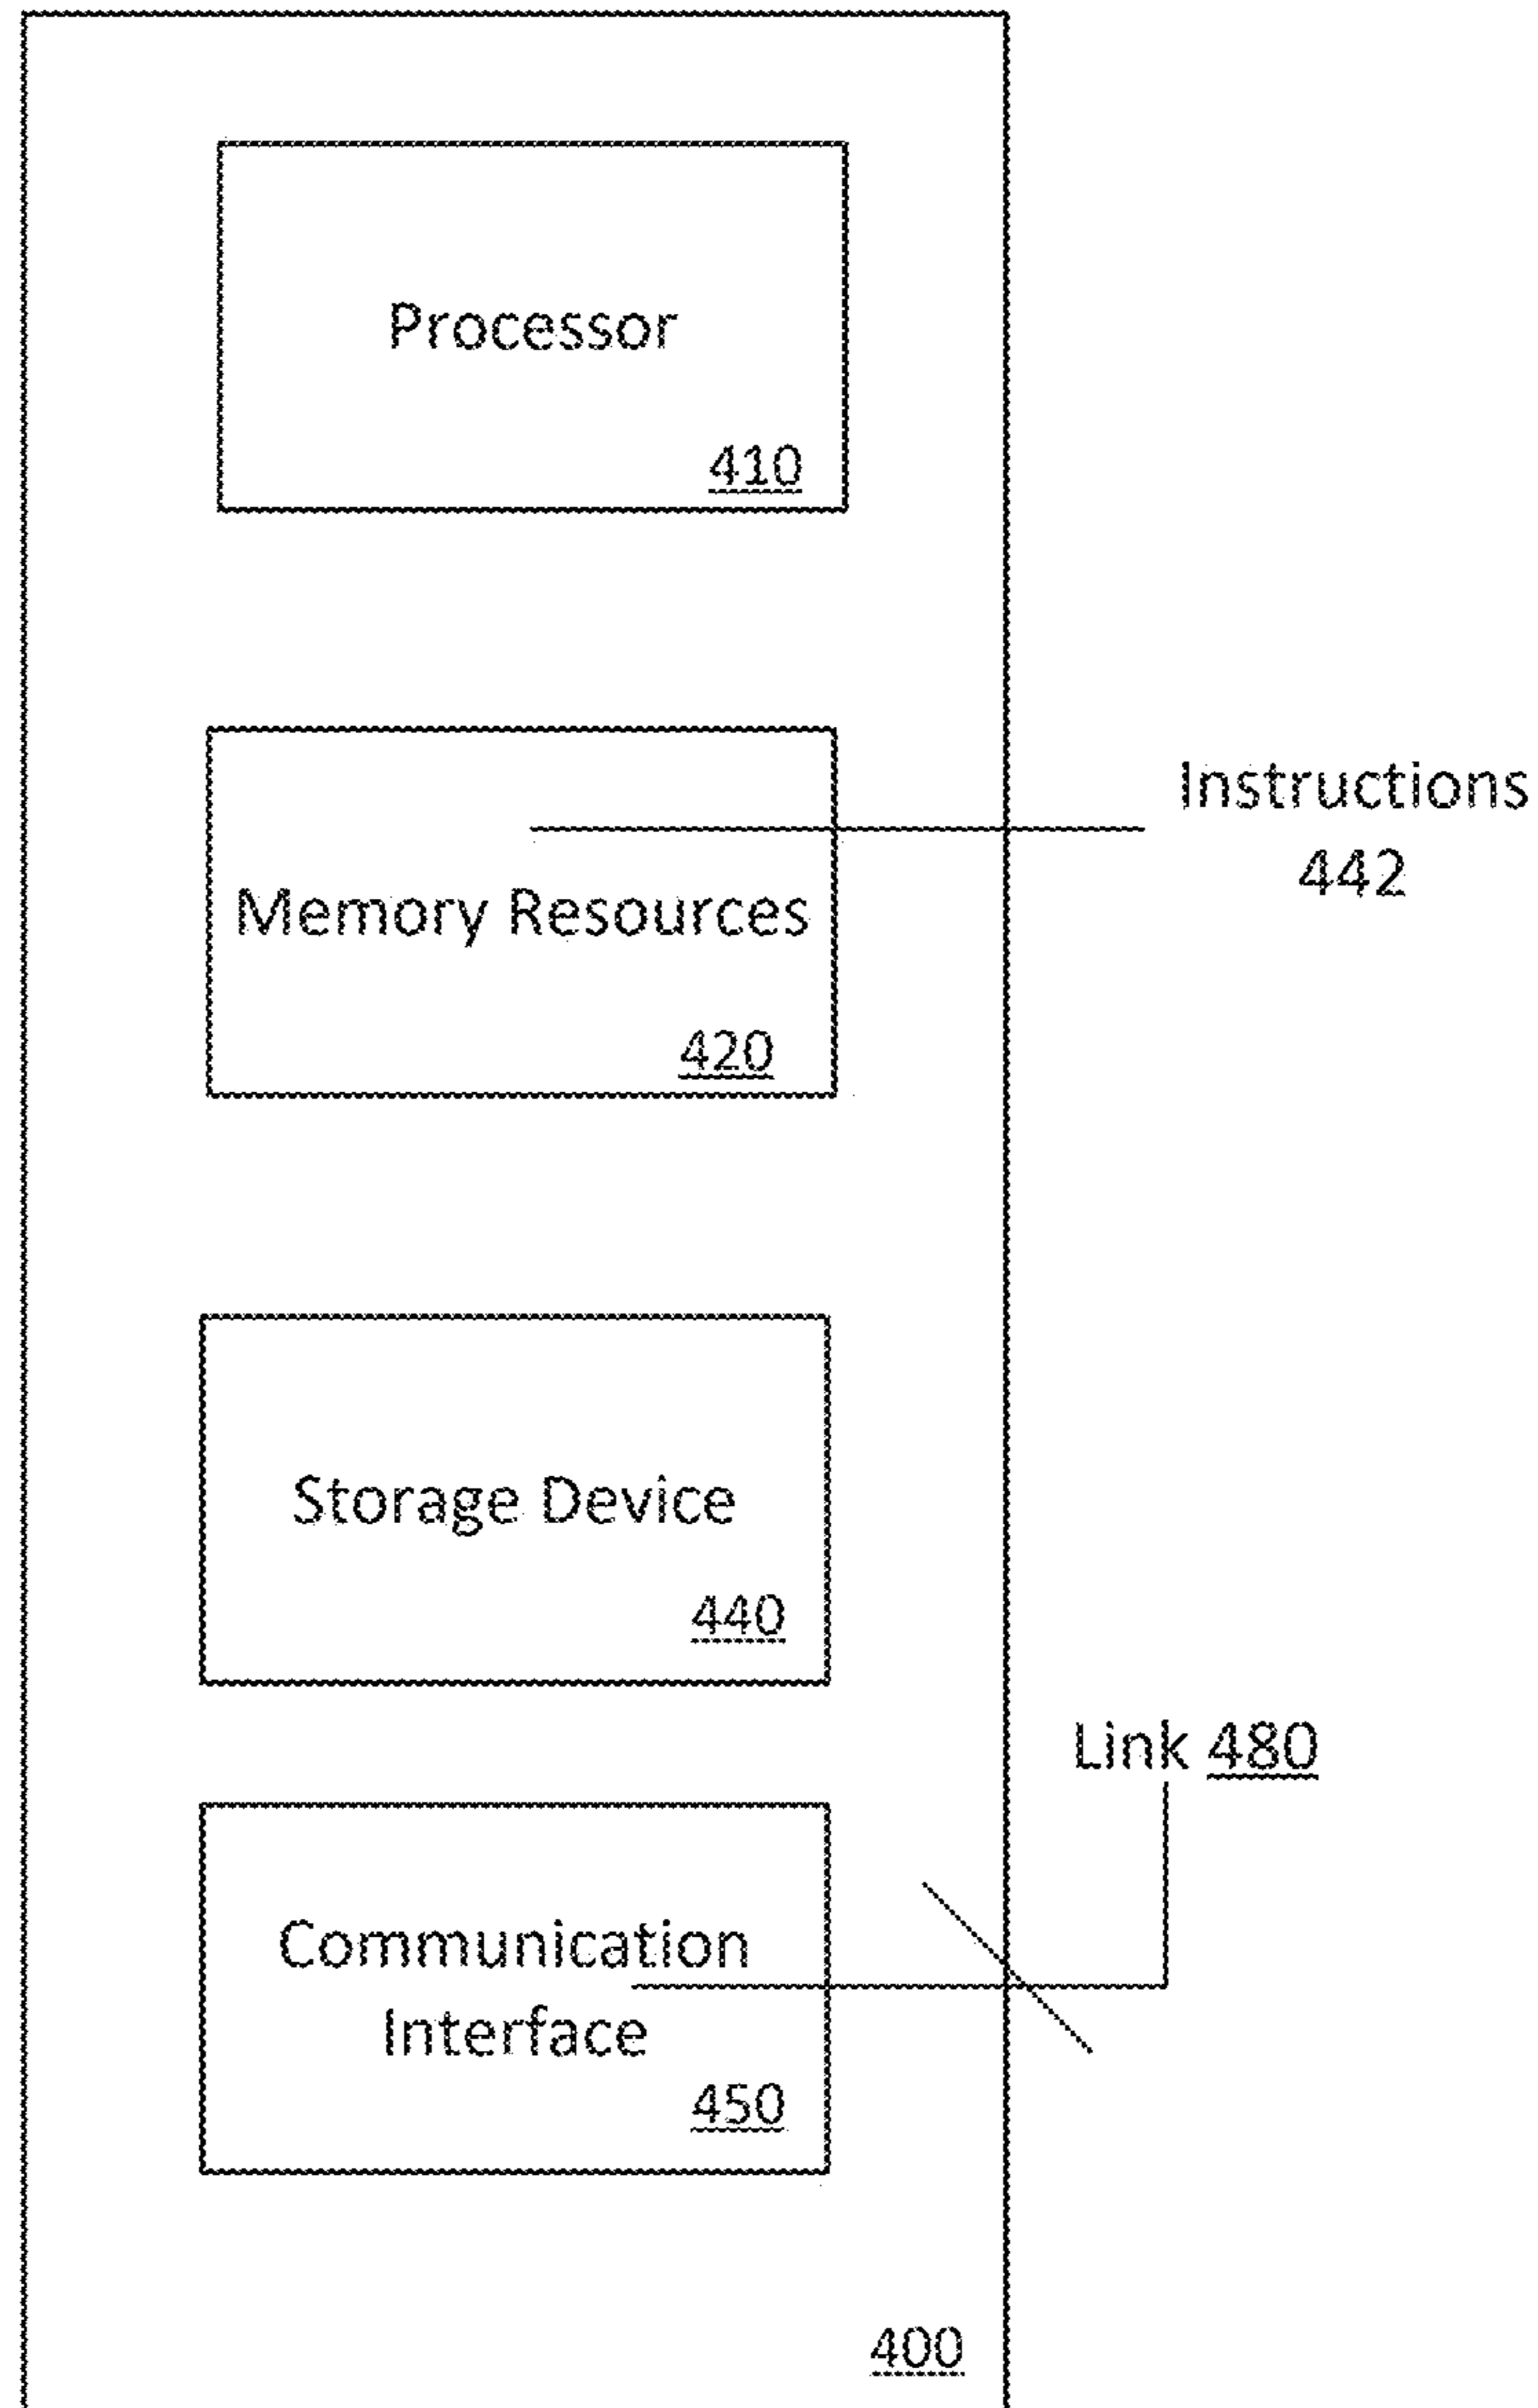 Processor
410
Instructions
442
Memory Resources
420
Storage Device
440
Link 480
Communication
Interface
450
400